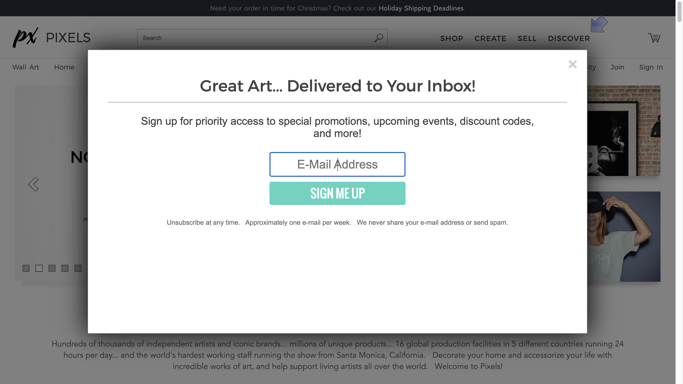 Need your order in time for Christmas? Check out our Holiday Shipping Deadlines
px PIXELS
Search
SHOP CREATE SELL DISCOVER
Wall Art Home
Join Sign In
×
Great Art... Delivered to Your Inbox!
Sign up for priority access to special promotions, upcoming events, discount codes,
and more!
E-Mail Address
SIGN ME UP
Unsubscribe at any time. Approximately one e-mail per week. We never share your e-mail address or send spam.
Hundreds of thousands of independent artists and iconic brands... millions of unique products... 16 global production facilities in 5 different countries running 24
hours per day... and the world's hardest working staff running the show from Santa Monica, California. Decorate your home and accessorize your life with
incredible works of art, and help support living artists all over the world. Welcome to Pixels!